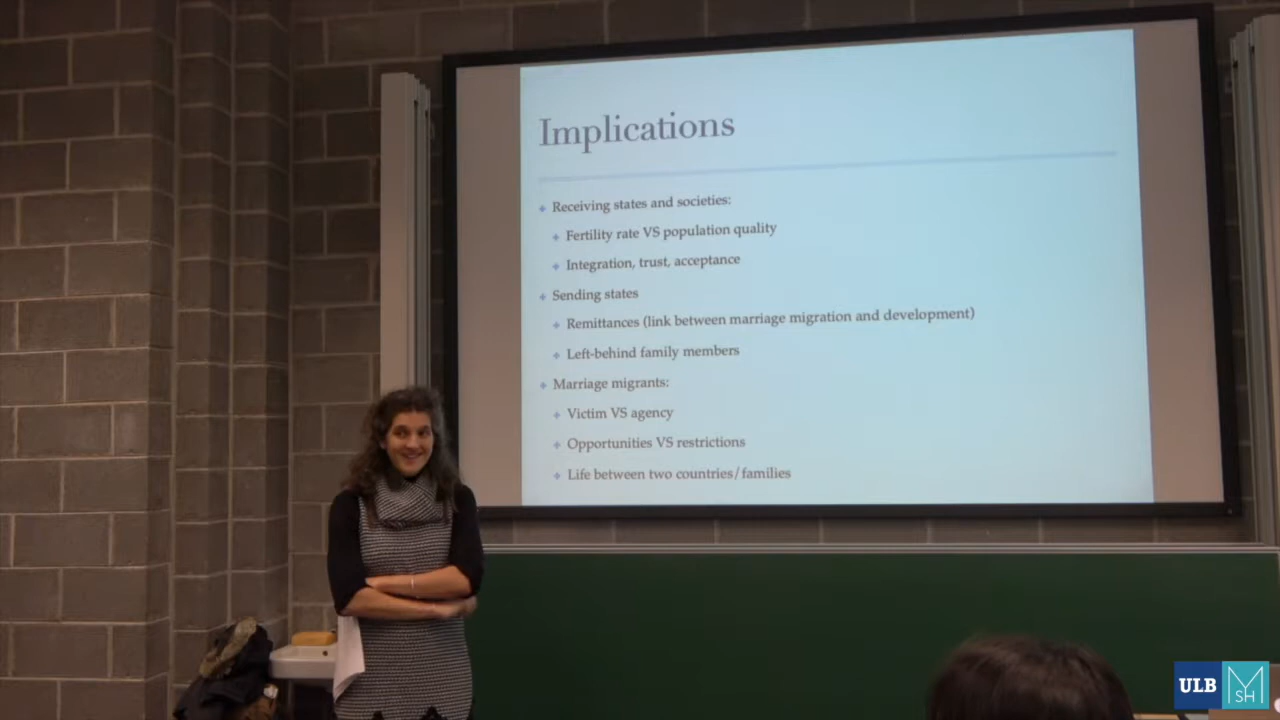 Implications
Receiving states and societies:
Fertility rate VS population quality
Integration, trust, acceptance
Sending states
Remittances (link between marriage migration and development)
Left-behind family members
Marriage migrants:
Victim VS agency
Opportunities VS restrictions
Life between two countries/families
ULB
M
SH